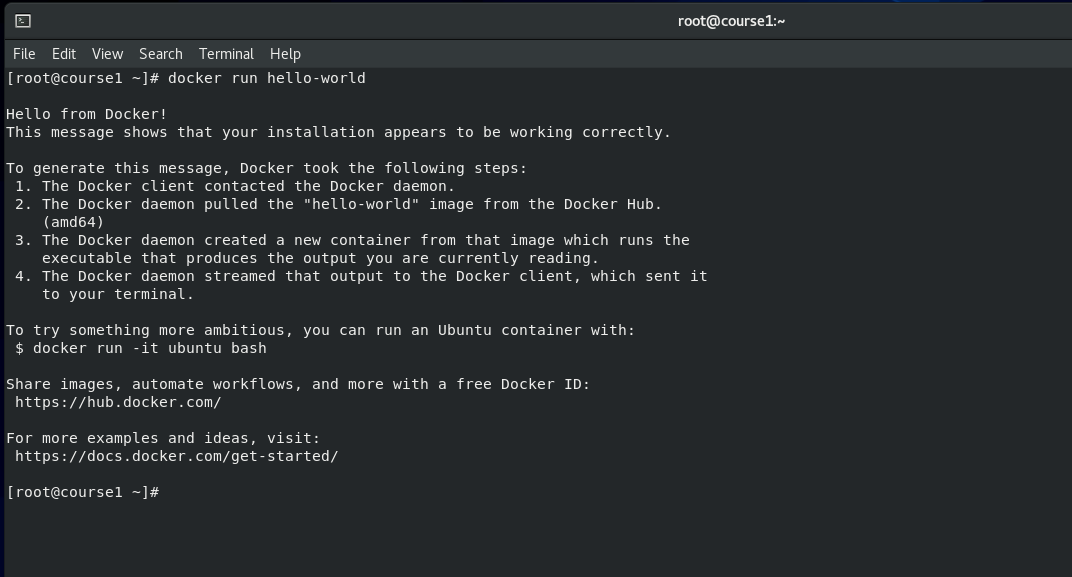 root@course1:~
File Edit View Search Terminal Help
[root@course1 ~]# docker run hello-world
Hello from Docker!
This message shows that your installation appears to be working correctly.
To generate this message, Docker took the following steps:
1. The Docker client contacted the Docker daemon.
2. The Docker daemon pulled the "hello-world" image from the Docker Hub.
(amd64)
3. The Docker daemon created a new container from that image which runs the
executable that produces the output you are currently reading.
4. The Docker daemon streamed that output to the Docker client, which sent it
to your terminal.
To try something more ambitious, you can run an Ubuntu container with:
$ docker run -it ubuntu bash
Share images, automate workflows, and more with a free Docker ID:
https://hub.docker.com/
For more examples and ideas, visit:
https://docs.docker.com/get-started/
[root@course1 ~]#